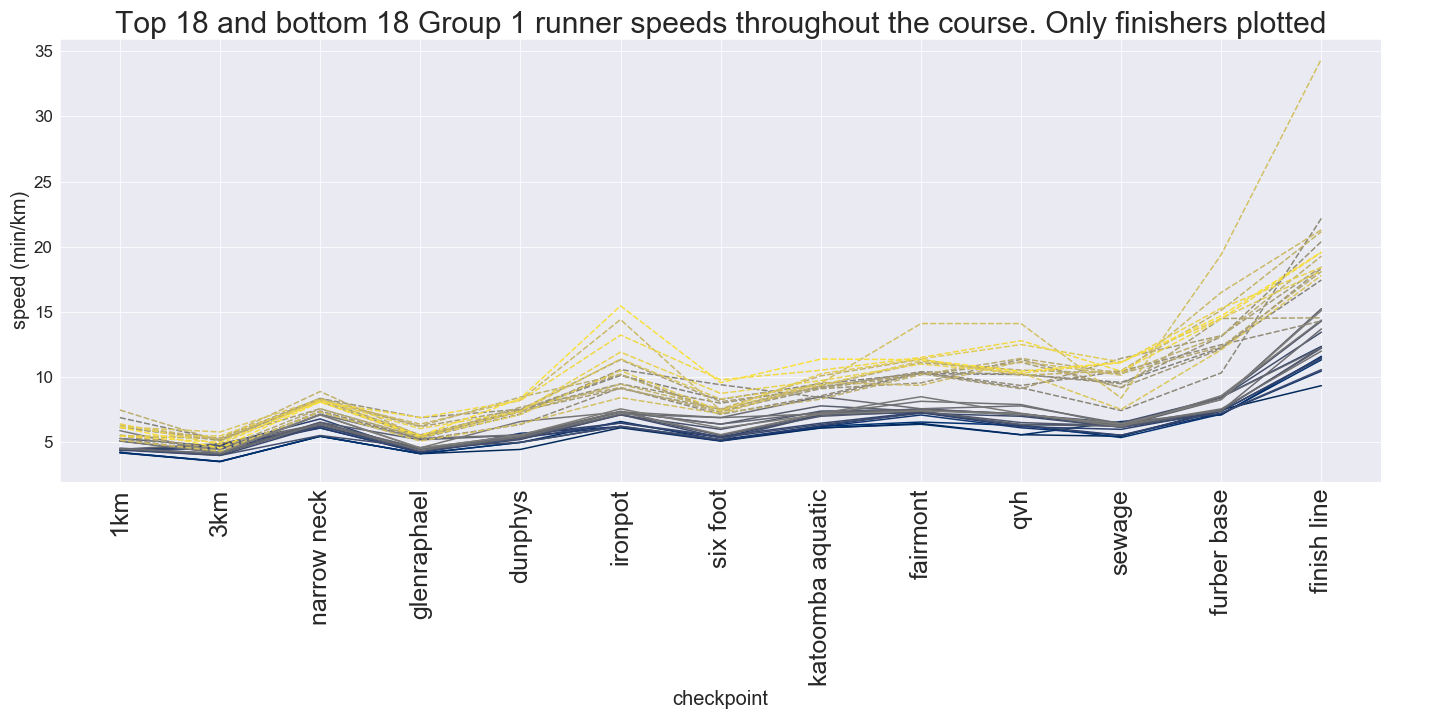 Top 18 and bottom 18 Group 1 runner speeds throughout the course. Only finishers plotted
35
30
25
20
15
10
5
speed (min/km)
1km
3km
narrow neck
glenraphael
dunphys
ironpot
six foot
katoomba aquatic
fairmont
qvh
sewage
furber base
finish line
checkpoint